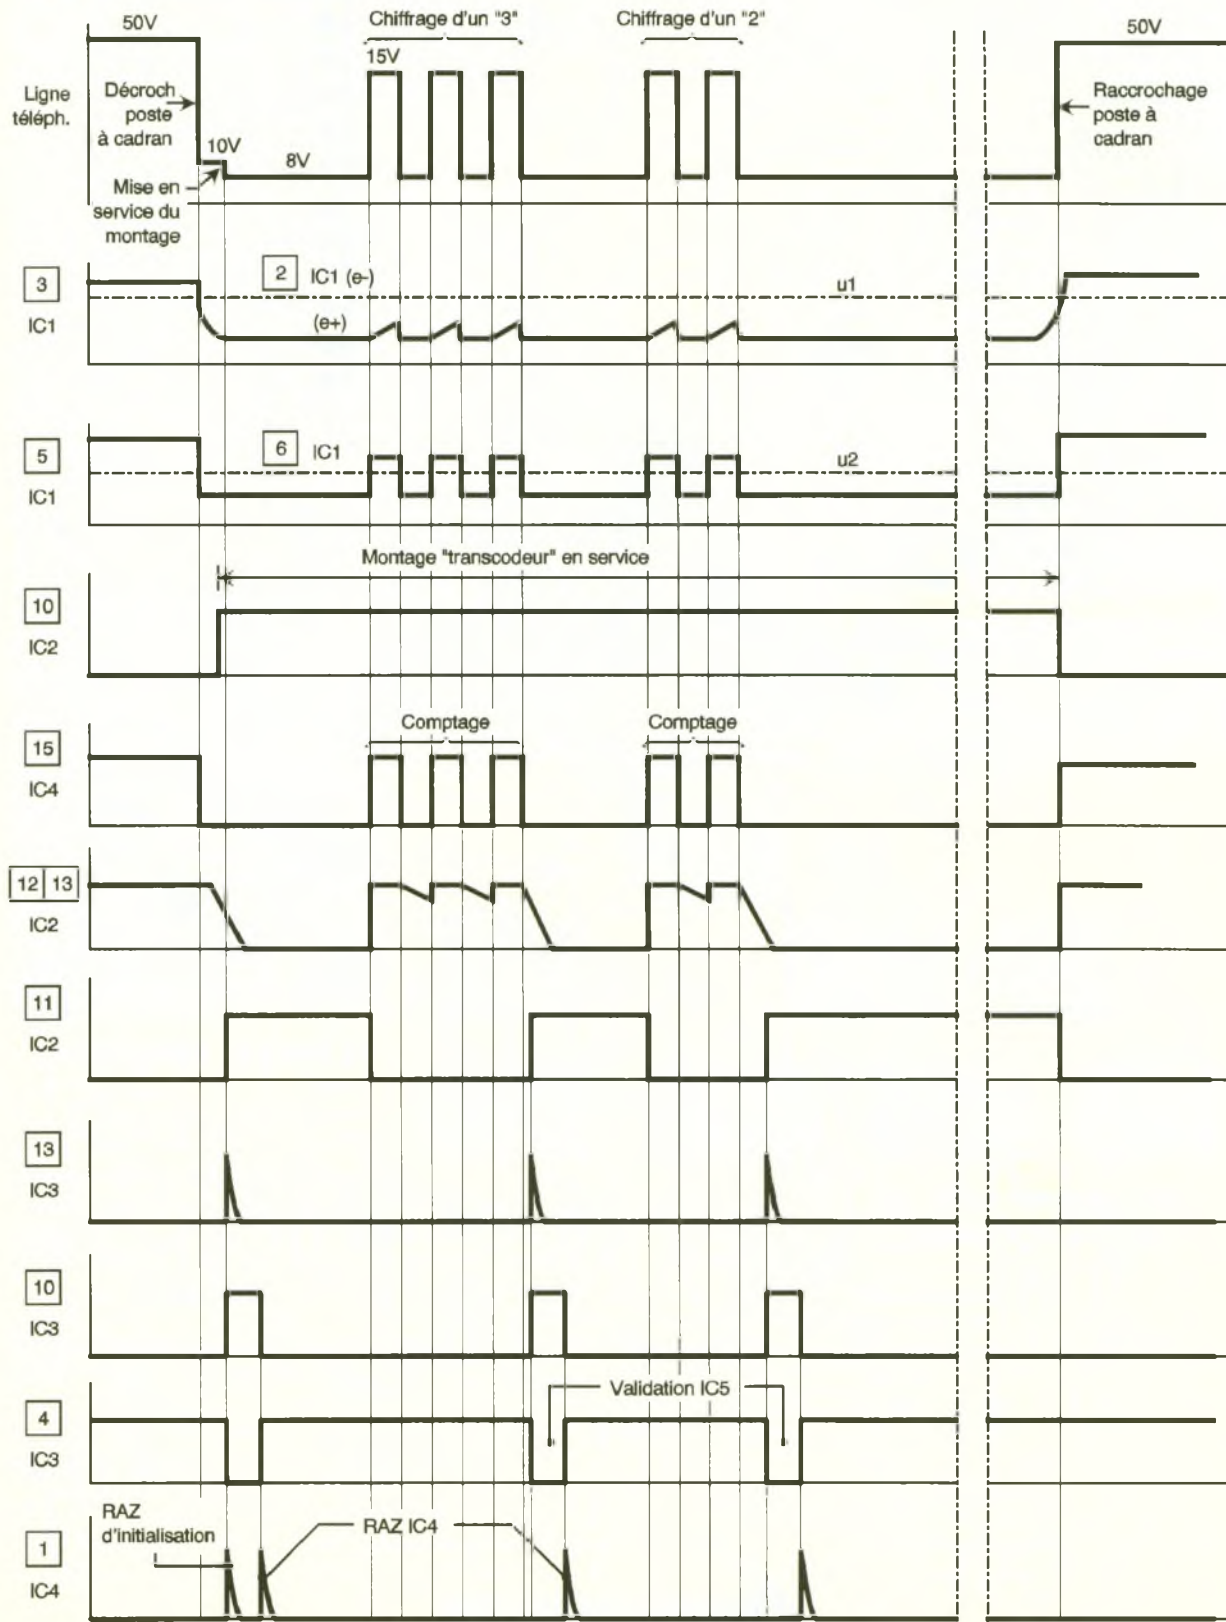 50V
Chiffrage d'un "3"
Chiffrage d'un "2"
50V
15V
Ligne
téléph.
Décroch
poste
à cadran
Raccrochage
poste à
cadran
10V
8V
Mise en
service du
montage
3
IC1
2 IC1 (e-)
u1
(e+)
5
IC1
6 IC1
u2
Montage "transcodeur" en service
10
IC2
Comptage
Comptage
15
IC4
12 13
IC2
11
IC2
13
IC3
10
IC3
Validation IC5
4
IC3
RAZ
d'initialisation
RAZ IC4
1
IC4